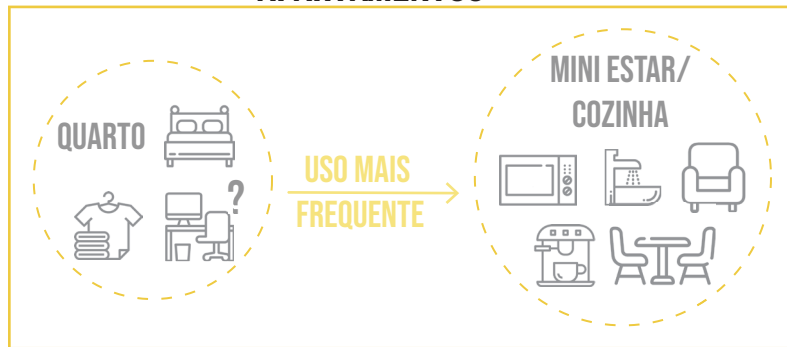 QUARTO
?
USO MAIS
FREQUENTE
MINI ESTAR/
COZINHA